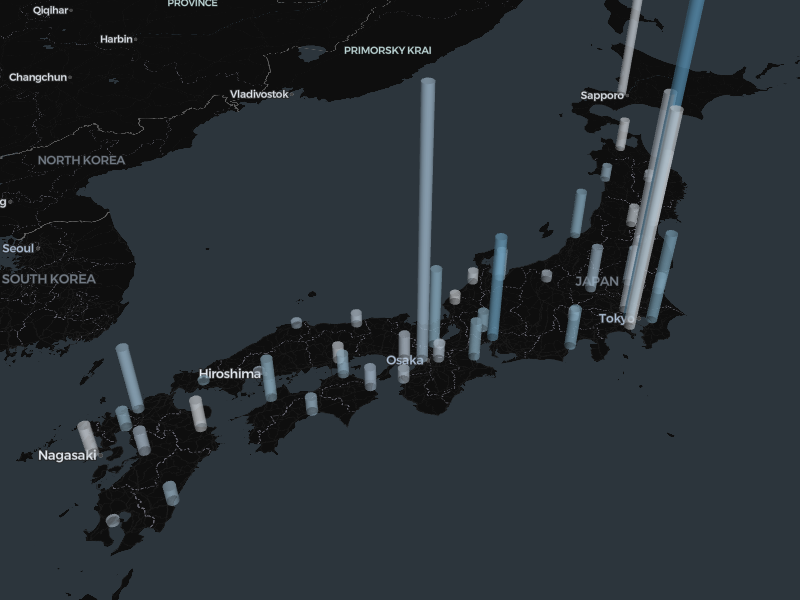 PROVINCE
Qiqihar
Harbin
PRIMORSKY KRAI
Changchun
Vladivostok
Sapporo
NORTH KOREA
g
Seoul
SOUTH KOREA
JAPAN
Tokyo
Osaka
Hiroshima
Nagasaki